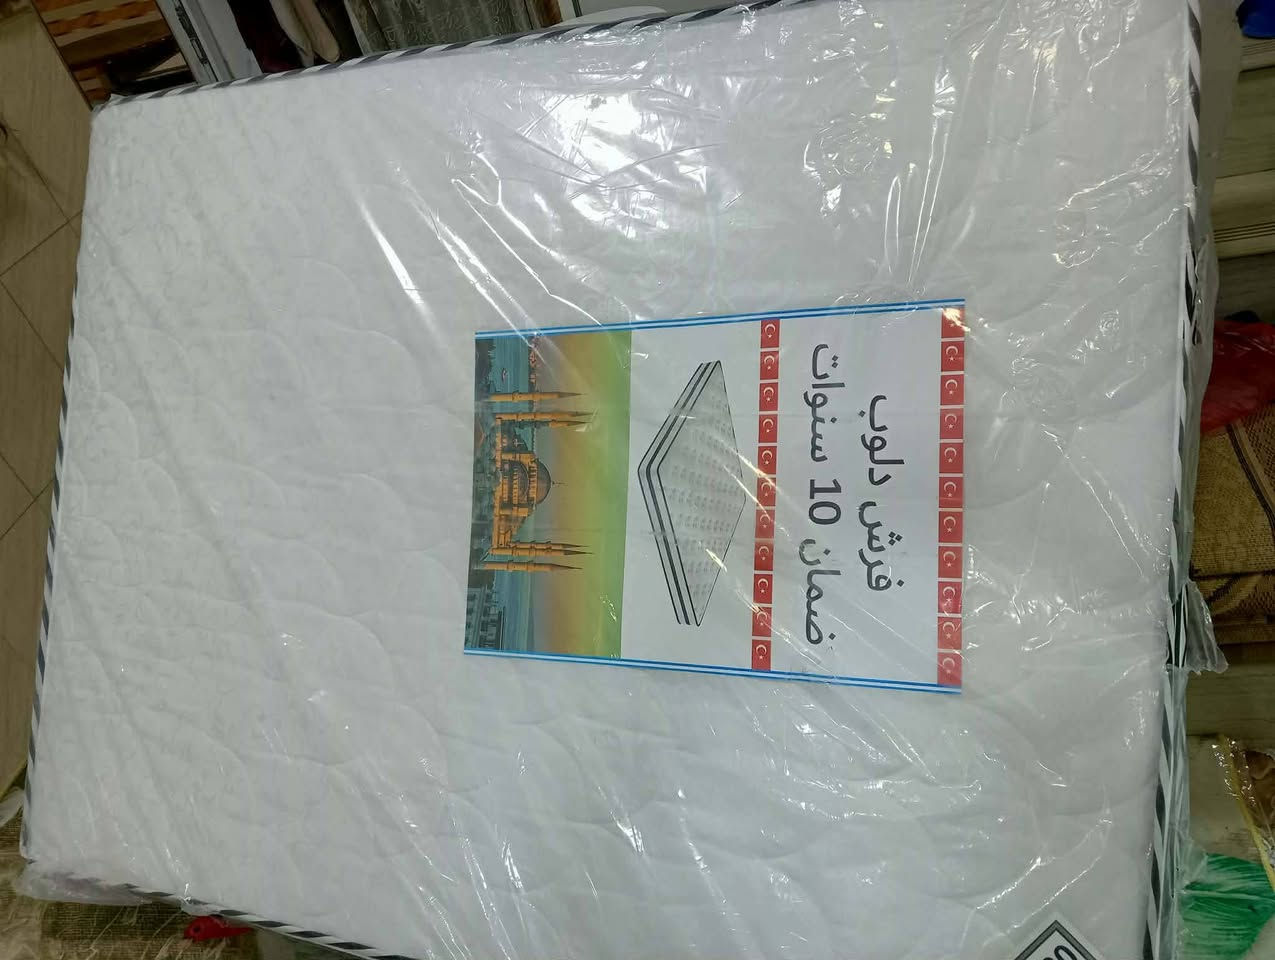 فرش دلوب
ضمان 10 سنوات